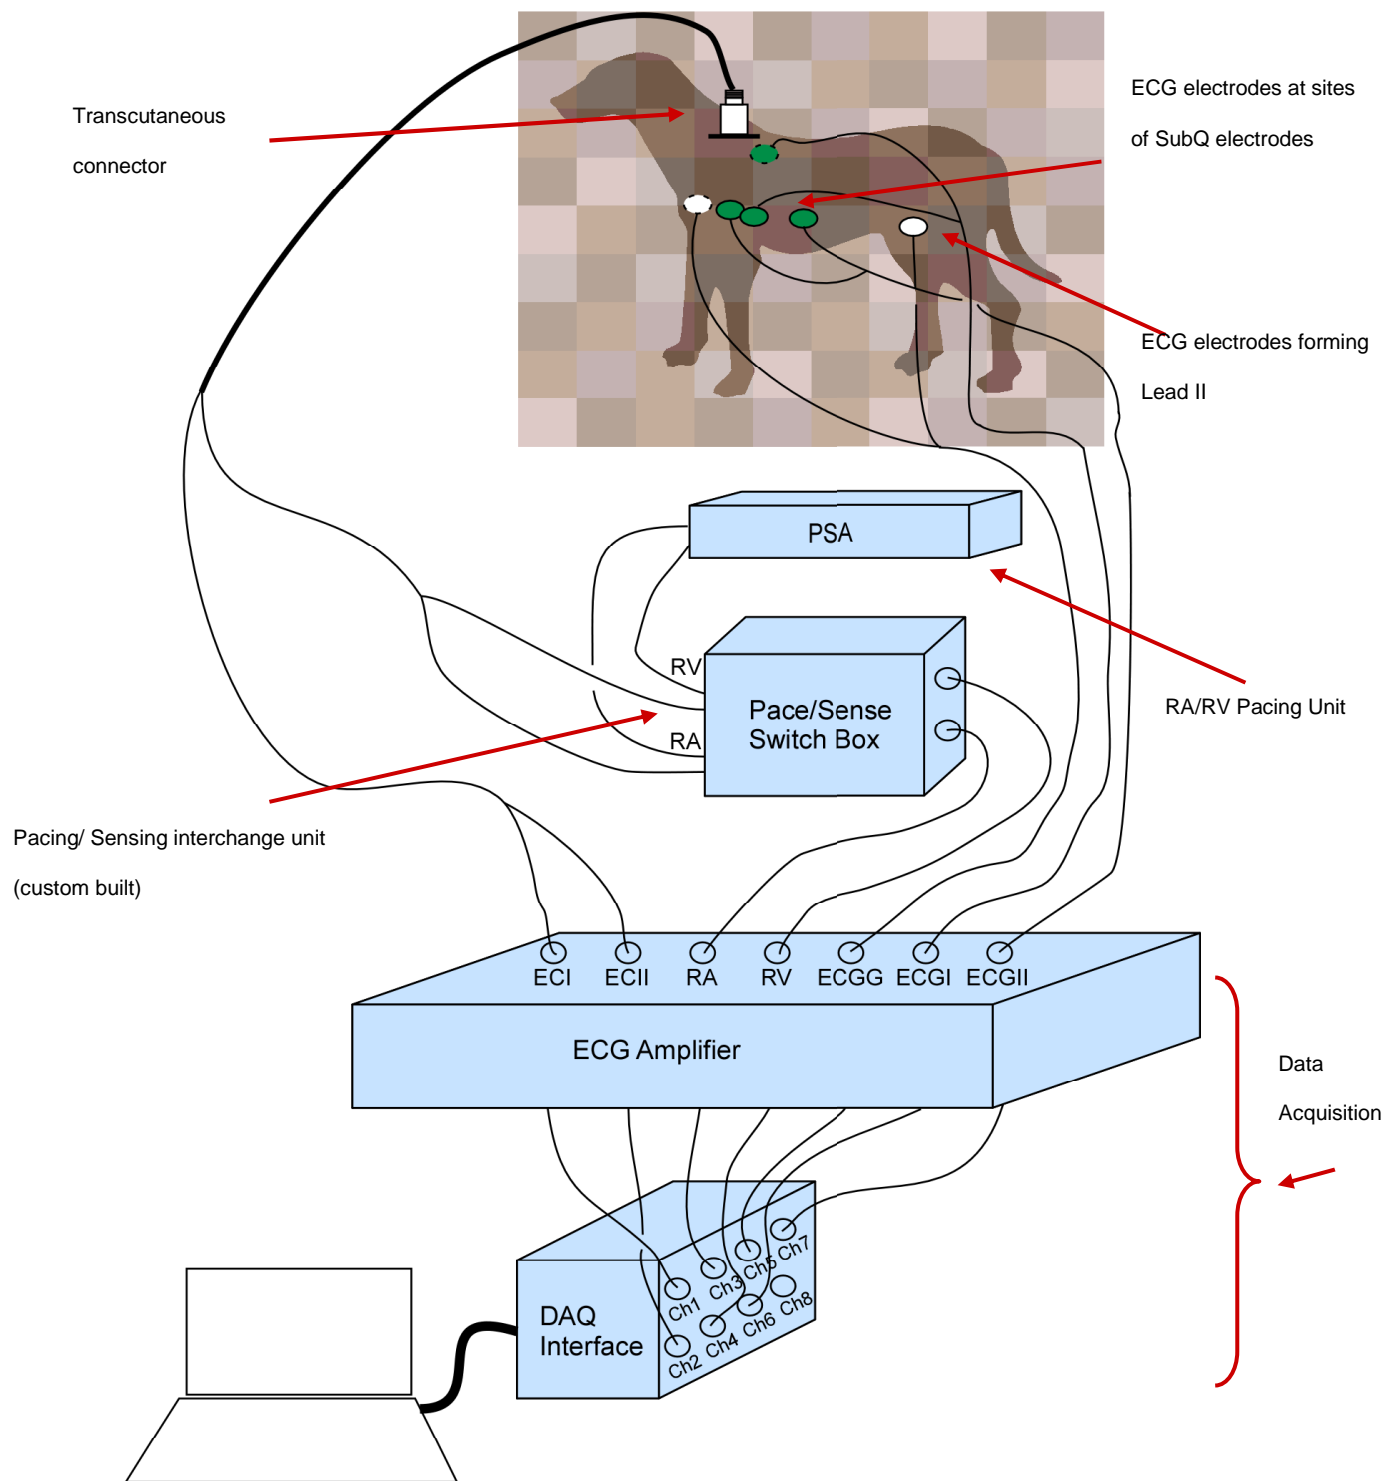 Transcutaneous
connector
ECG electrodes at sites
of SubQ electrodes
ECG electrodes forming
Lead II
PSA
RV
RA
Pace/Sense
Switch Box
RA/RV Pacing Unit
Pacing/ Sensing interchange unit
(custom built)
ECI ECII RA RV ECGG ECGI ECGII
ECG Amplifier
Data
Acquisition
DAQ
Interface
Ch1 Ch3 Ch5 Ch7
Ch2 Ch4 Ch6 Ch8